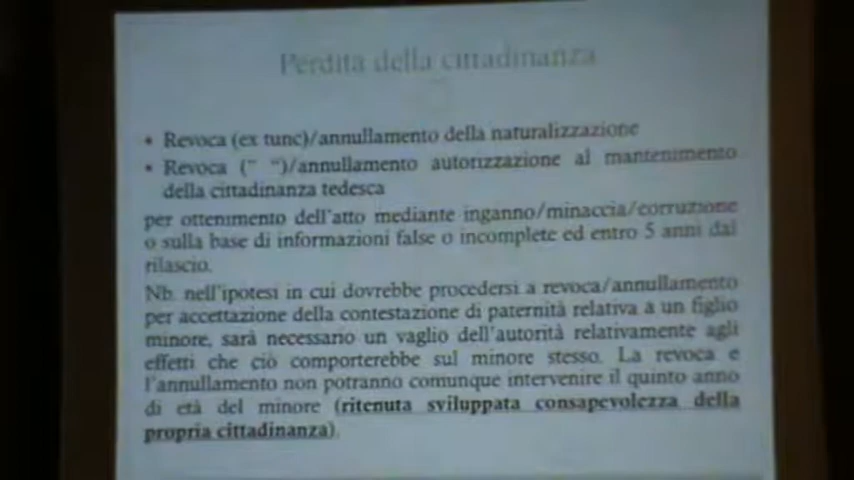 Perdita della cittadinanza
• Revoca (ex tunc)/annullamento della naturalizzazione
• Revoca (" ")/annullamento autorizzazione al mantenimento
della cittadinanza tedesca
per ottenimento dell'atto mediante inganno/minaccia/corruzione
o sulla base di informazioni false o incomplete ed entro 5 anni dal
rilascio.
Nb. nell'ipotesi in cui dovrebbe procedersi a revoca/annullamento
per accettazione della contestazione di paternità relativa a un figlio
minore, sarà necessario un vaglio dell'autorità relativamente agli
effetti che ciò comporterebbe sul minore stesso. La revoca e
l'annullamento non potranno comunque intervenire il quinto anno
di età del minore (ritenuta sviluppata consapevolezza della
propria cittadinanza).